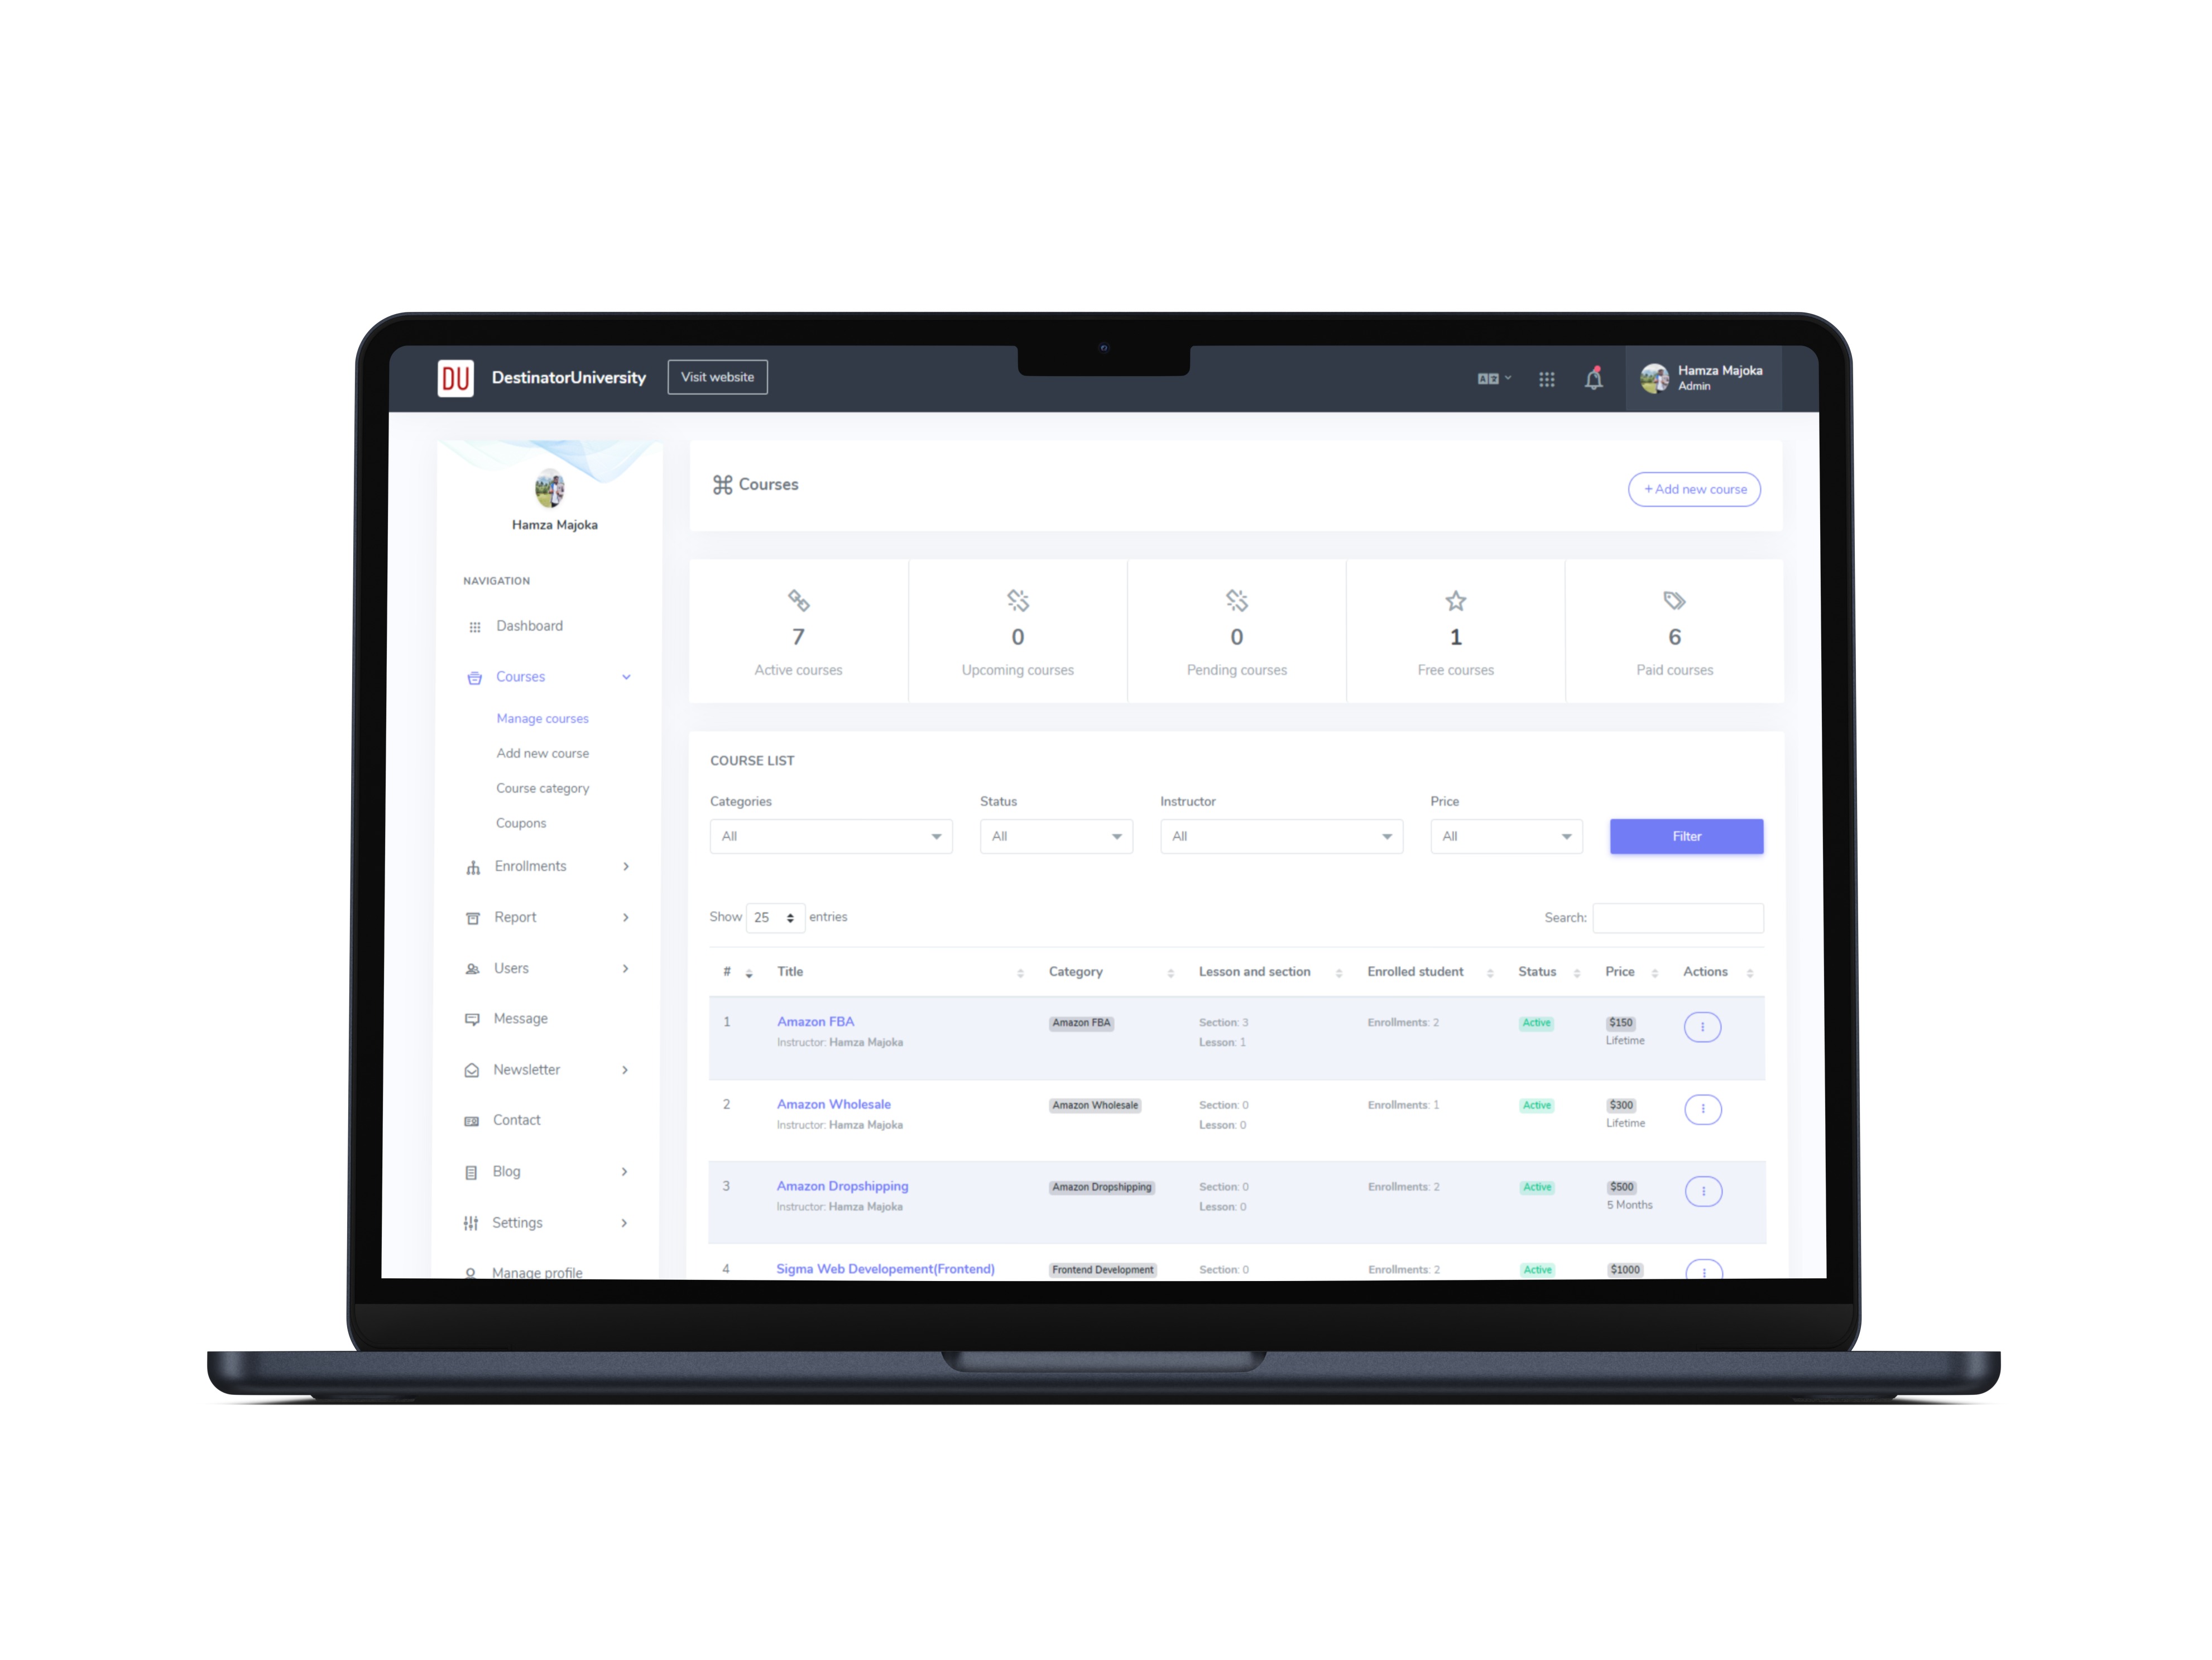 DU DestinatorUniversity Visit website
Hamza Majoka
Admin
Hamza Majoka
NAVIGATION
Dashboard
Courses
Manage courses
Add new course
Course category
Coupons
Enrollments
Report
Users
Message
Newsletter
Contact
Blog
Settings
Manage profile
Courses
+ Add new course
7
Active courses
0
Upcoming courses
0
Pending courses
1
Free courses
6
Paid courses
COURSE LIST
Categories Status Instructor Price
All All All All Filter
Show 25 entries Search:
# Title Category Lesson and section Enrolled student Status Price Actions
1 Amazon FBA Amazon FBA Section: 3 Enrollments: 2 Active $150
Instructor: Hamza Majoka Lesson: 1 Lifetime
2 Amazon Wholesale Amazon Wholesale Section: 0 Enrollments: 1 Active $300
Instructor: Hamza Majoka Lesson: 0 Lifetime
3 Amazon Dropshipping Amazon Dropshipping Section: 0 Enrollments: 2 Active $500
Instructor: Hamza Majoka Lesson: 0 5 Months
4 Sigma Web Developement(Frontend) Frontend Development Section: 0 Enrollments: 2 Active $1000